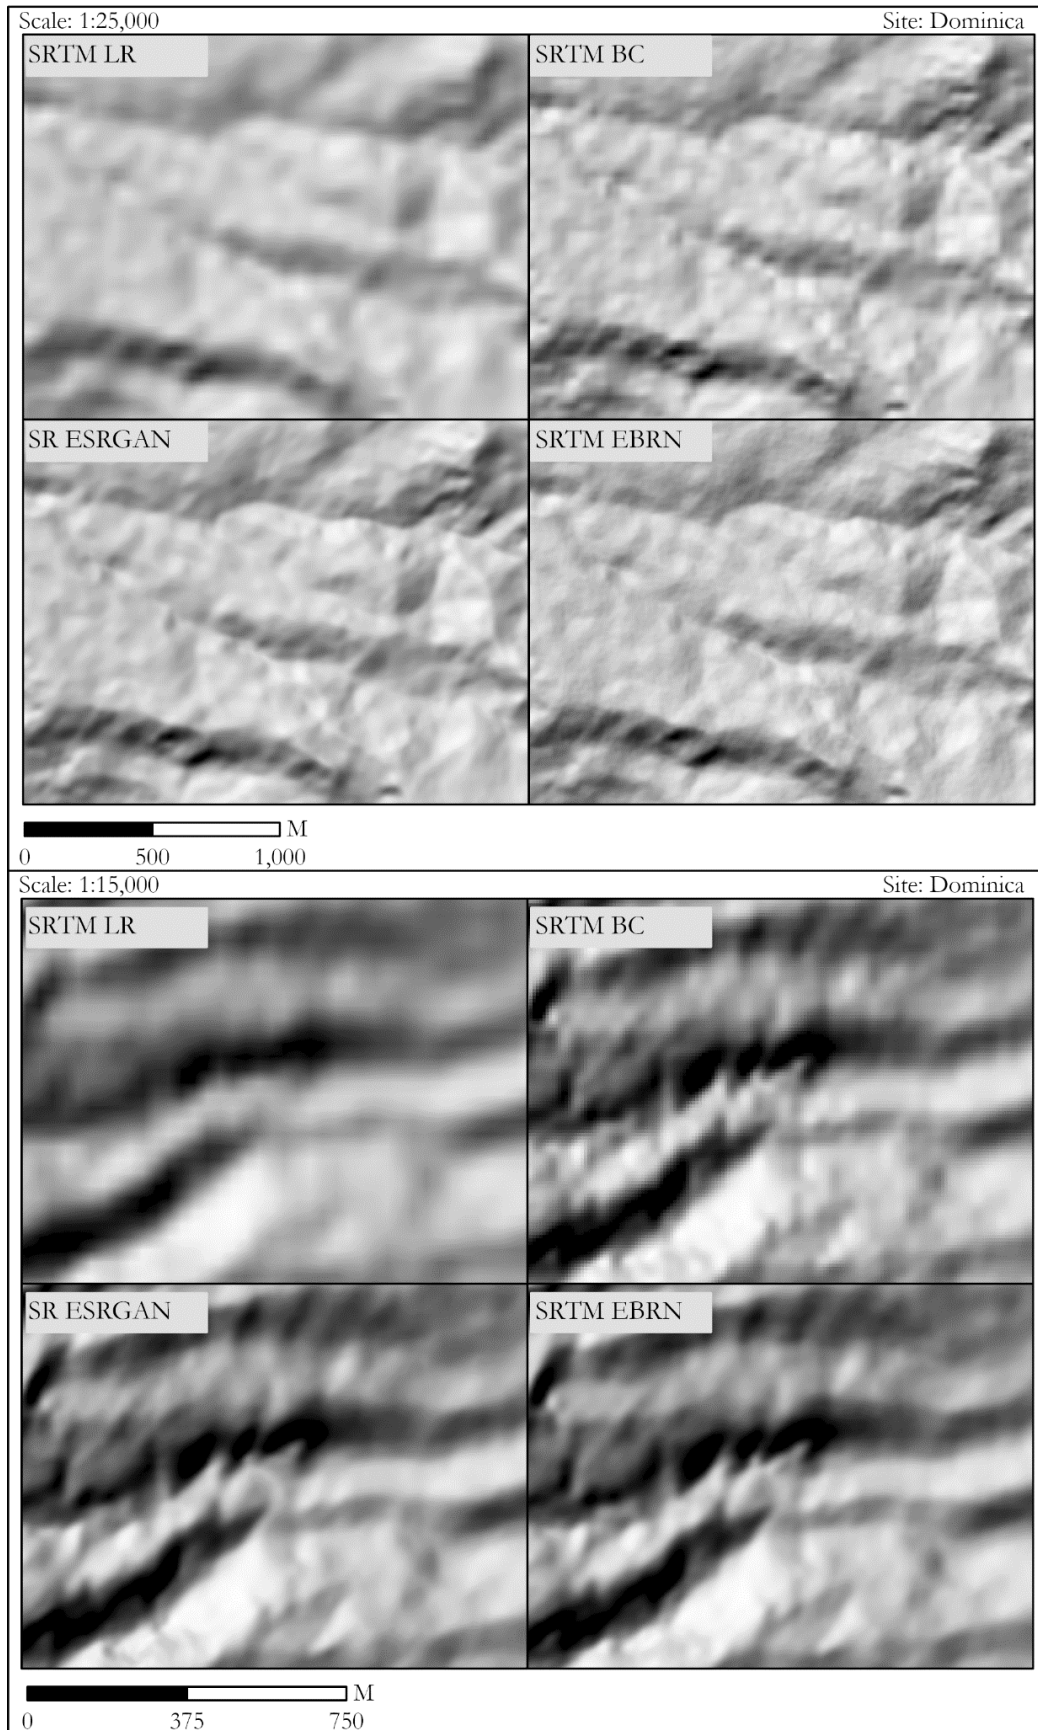 Scale: 1:25,000 Site: Dominica
SRTM LR SRTM BC
SR ESRGAN SRTM EBRN
M
0 500 1,000
Scale: 1:15,000 Site: Dominica
SRTM LR SRTM BC
SR ESRGAN SRTM EBRN
M
0 375 750